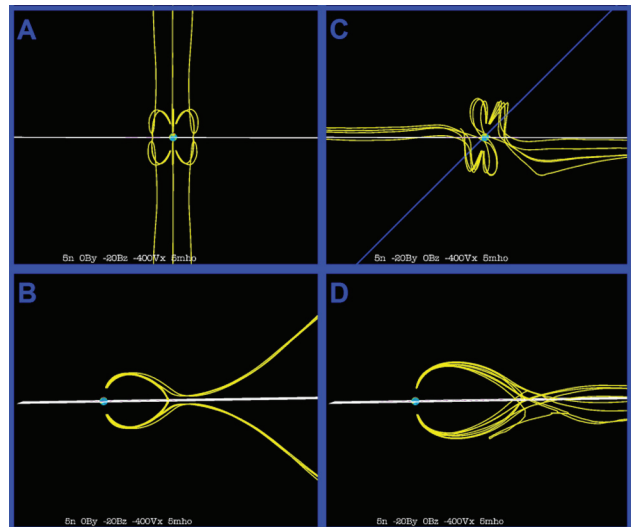 A
C
5n 0By -20Bz -400Vx 5mho
5n -20By 0Bz -400Vx 5mho
B
D
5n 0By -20Bz -400Vx 5mho
5n -20By 0Bz -400Vx 5mho